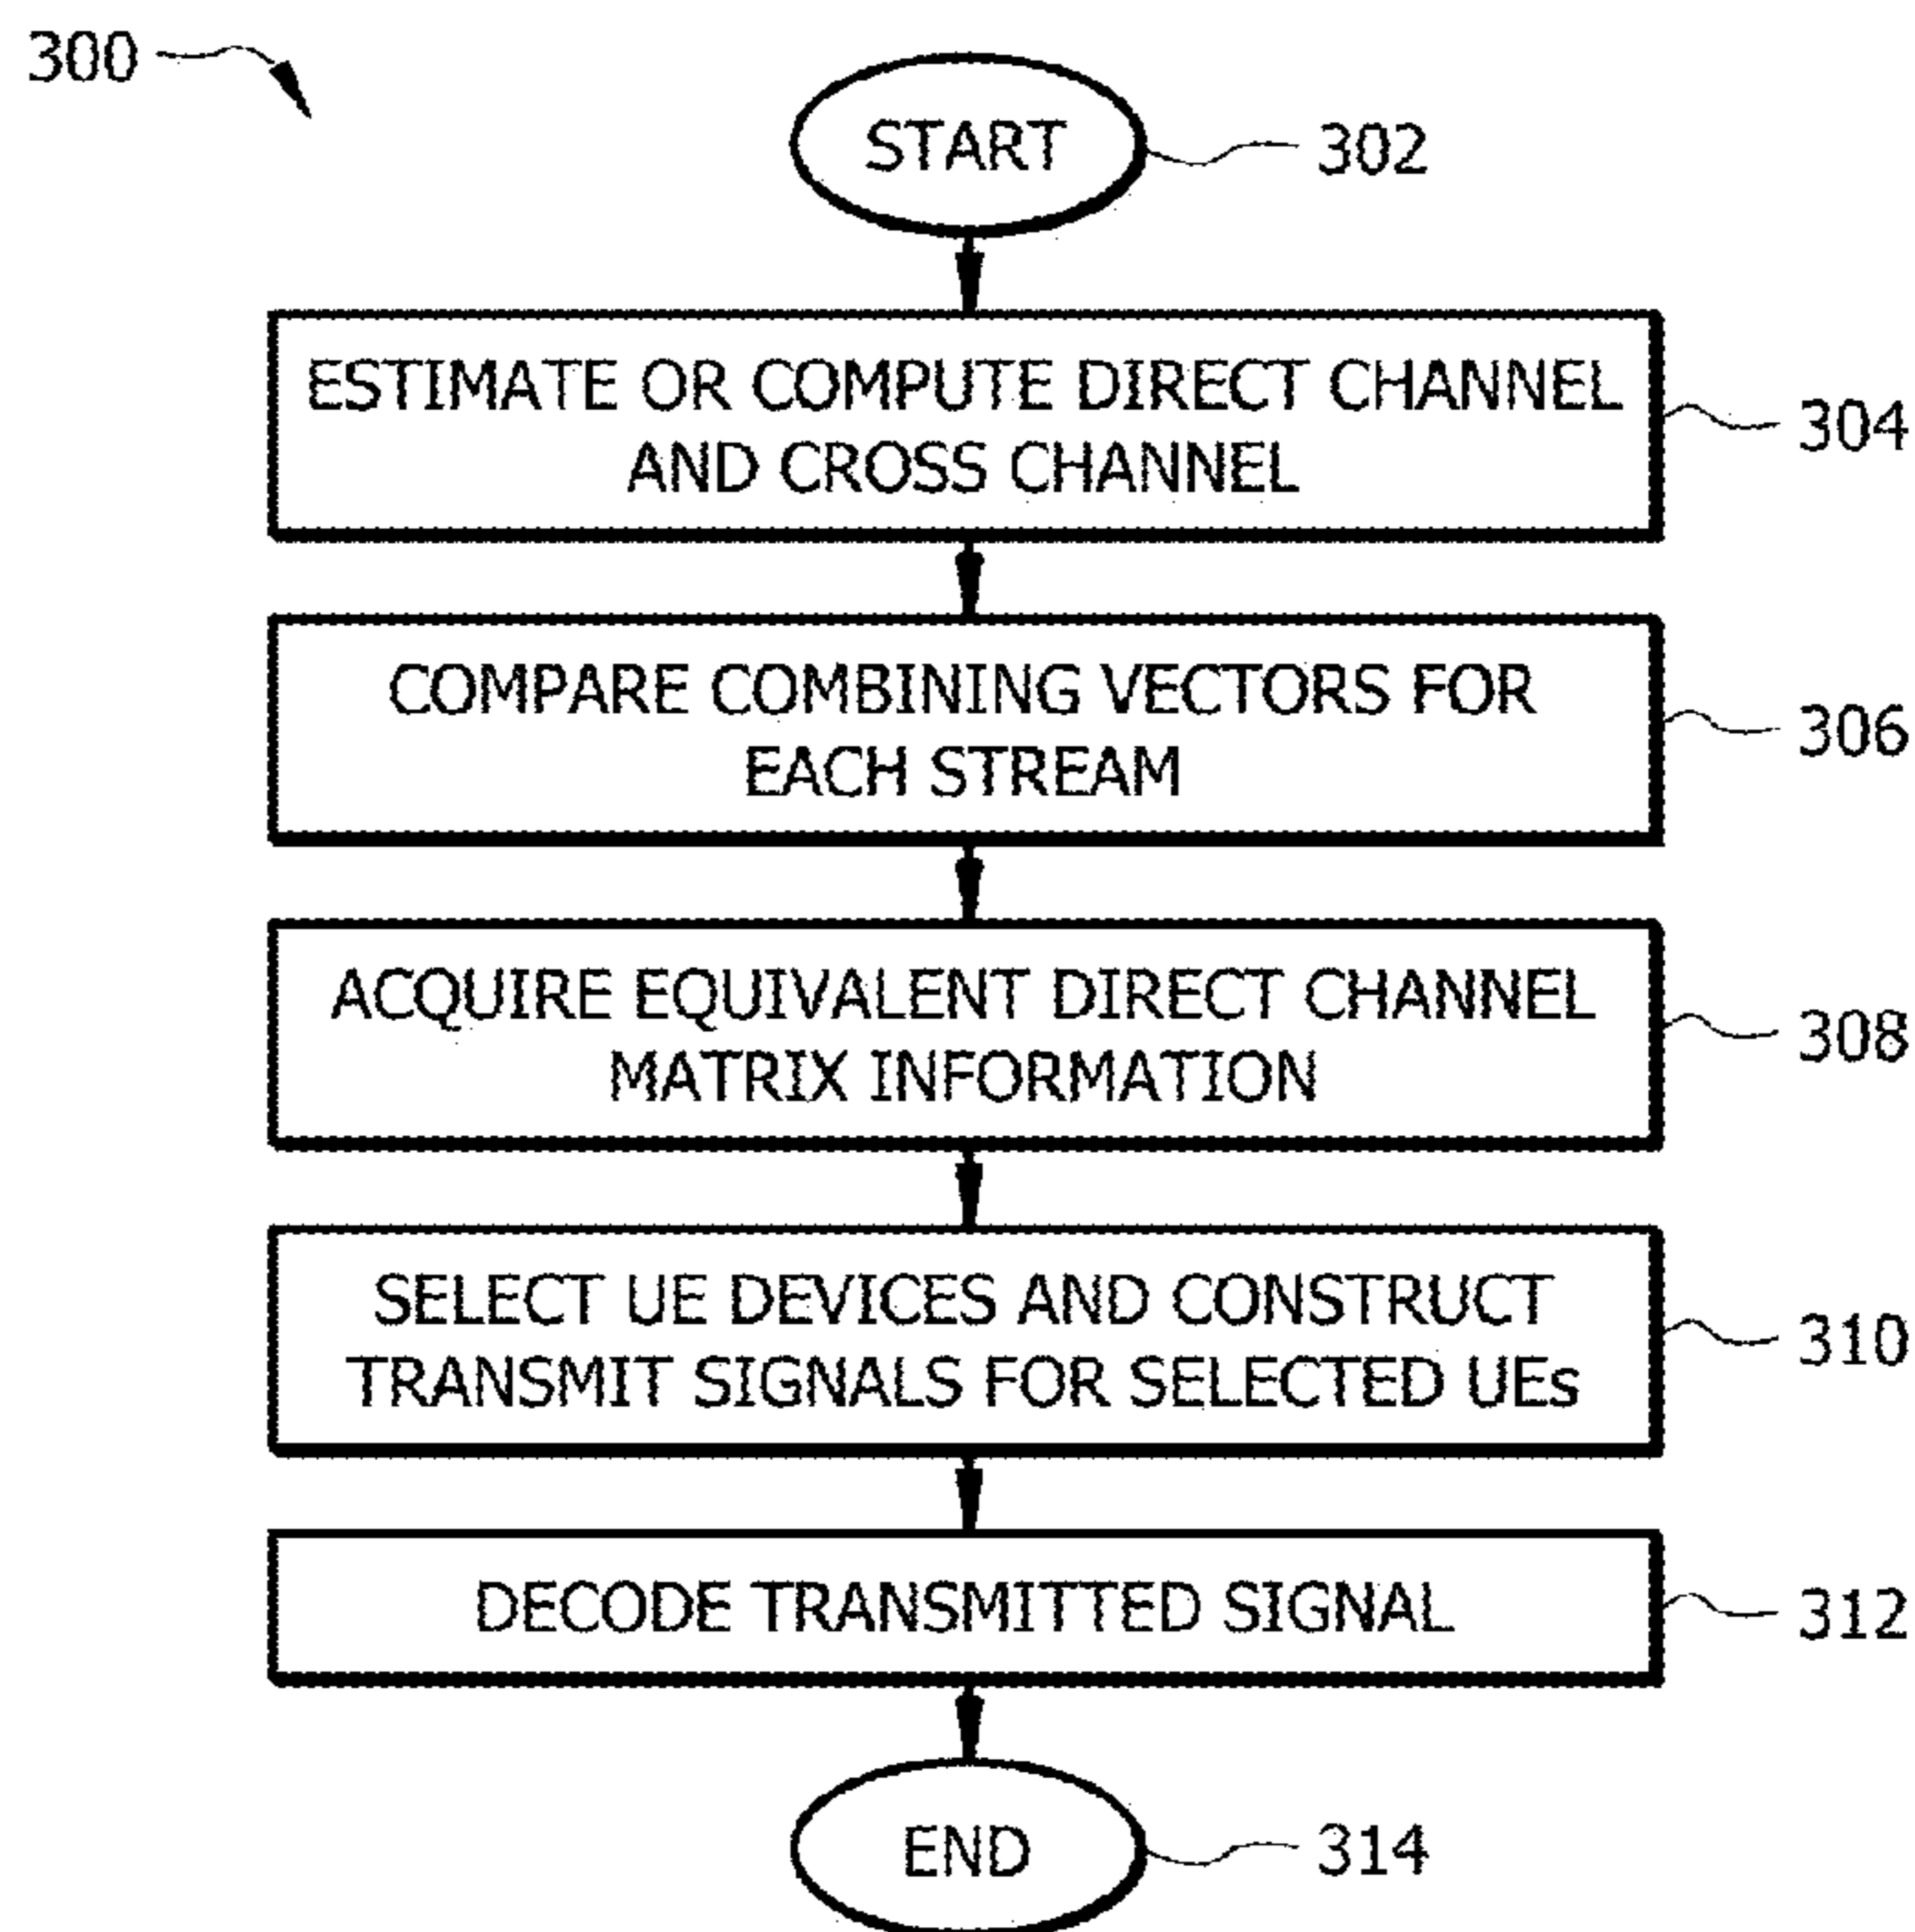 300
START
302
ESTIMATE OR COMPUTE DIRECT CHANNEL
AND CROSS CHANNEL
304
COMPARE COMBINING VECTORS FOR
EACH STREAM
306
ACQUIRE EQUIVALENT DIRECT CHANNEL
MATRIX INFORMATION
308
SELECT UE DEVICES AND CONSTRUCT
TRANSMIT SIGNALS FOR SELECTED UEs
310
DECODE TRANSMITTED SIGNAL
312
END
314